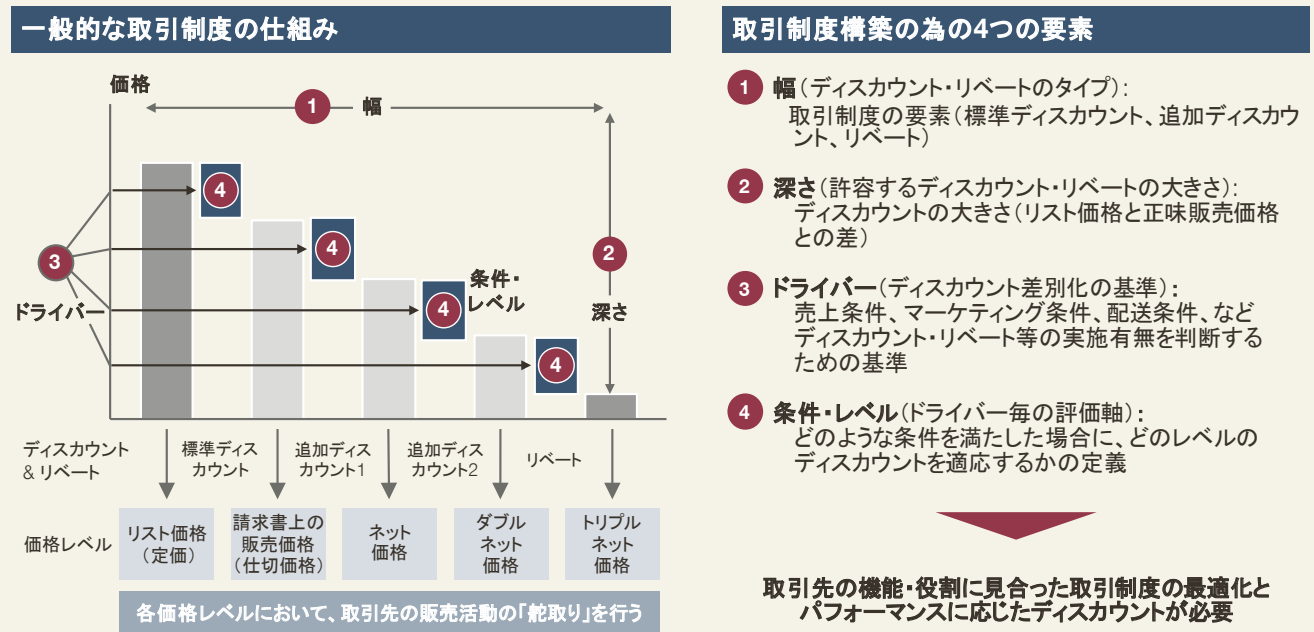 一般的な取引制度の仕組み
価格
1 幅
4
4
3
2
条件・
レベル
4
ドライバー
深さ
4
ディスカウント
& リベート
標準ディス
カウント
追加ディス
カウント1
追加ディス
カウント2
リベート
価格レベル
リスト価格
(定価)
請求書上の
販売価格
(仕切価格)
ネット
価格
ダブル
ネット
価格
トリプル
ネット
価格
各価格レベルにおいて、取引先の販売活動の「舵取り」を行う
取引制度構築の為の4つの要素
1 幅(ディスカウント・リベートのタイプ):
取引制度の要素(標準ディスカウント、追加ディスカウ
ント、リベート)
2 深さ(許容するディスカウント・リベートの大きさ):
ディスカウントの大きさ(リスト価格と正味販売価格
との差)
3 ドライバー(ディスカウント差別化の基準):
売上条件、マーケティング条件、配送条件、など
ディスカウント・リベート等の実施有無を判断する
ための基準
4 条件・レベル(ドライバー毎の評価軸):
どのような条件を満たした場合に、どのレベルの
ディスカウントを適応するかの定義
取引先の機能・役割に見合った取引制度の最適化と
パフォーマンスに応じたディスカウントが必要